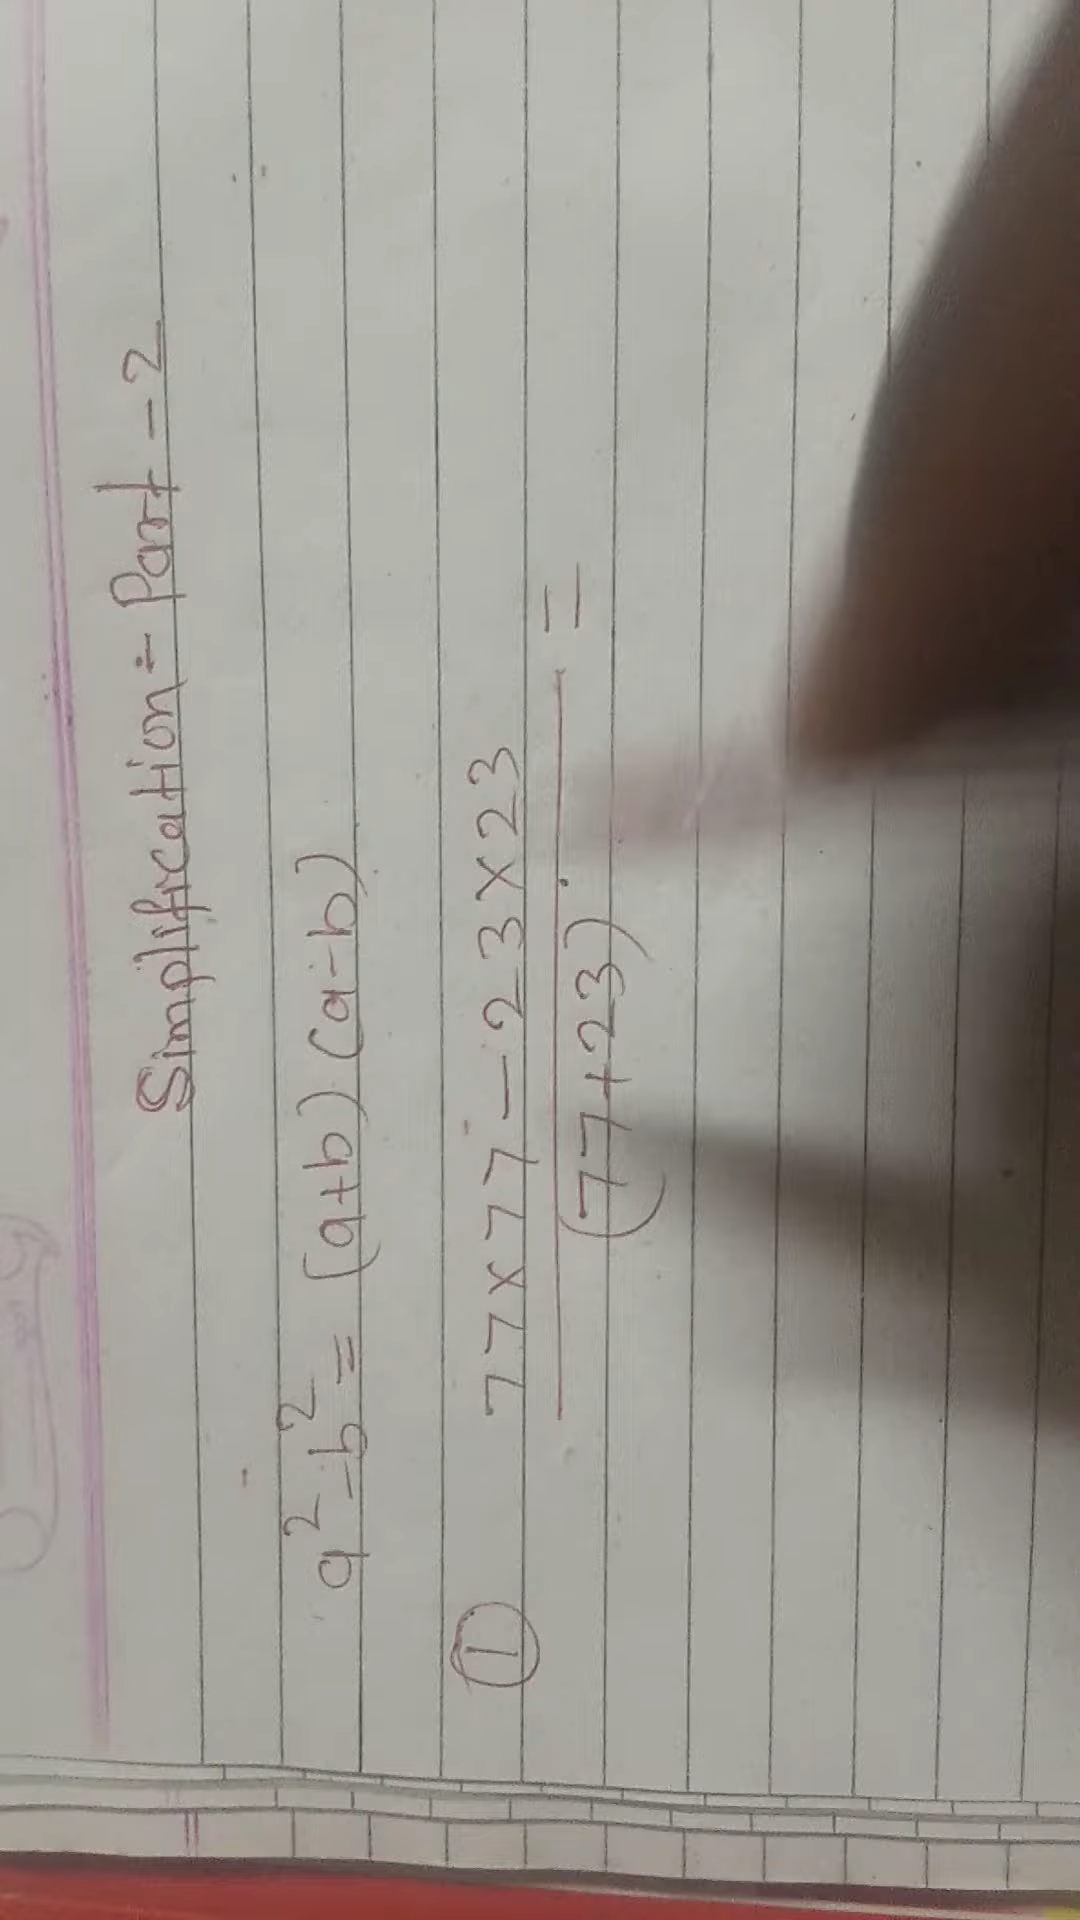 Simplification÷ Part - 2
a² - b² = (a+b) (a-b)
① 77×77 - 23×23 =
(77+23)